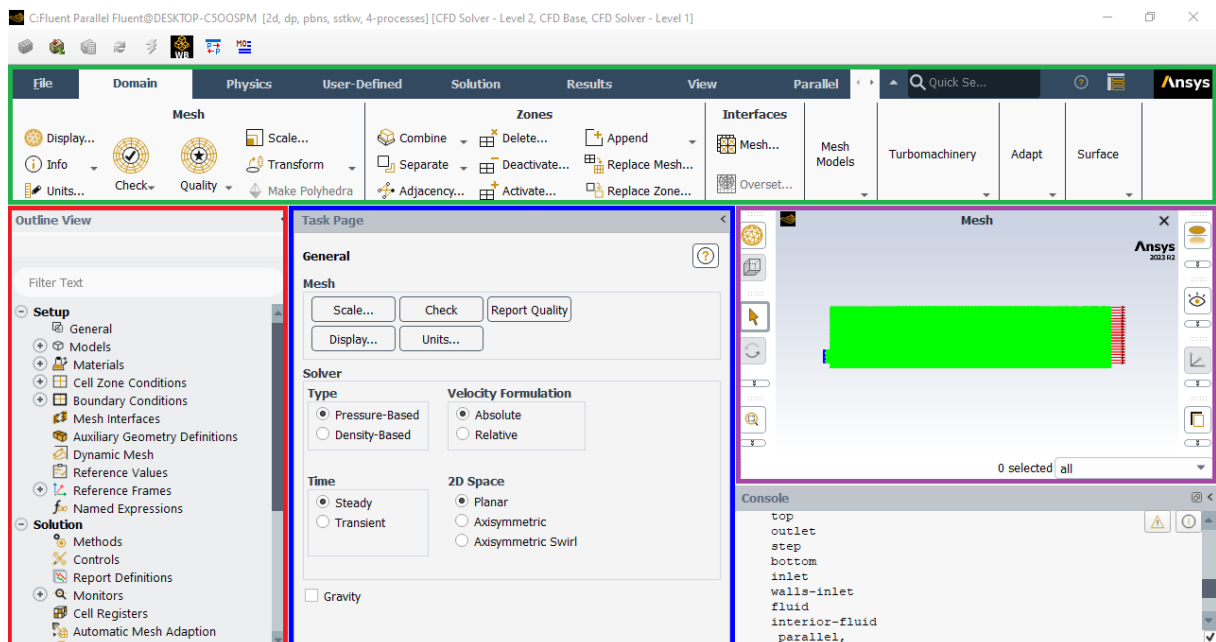 C:Fluent Parallel Fluent@DESKTOP-C5OOSPM [2d, dp, pbns, sstkw, 4-processes] [CFD Solver - Level 2, CFD Base, CFD Solver - Level 1]
WB
File Domain Physics User-Defined Solution Results View Parallel Quick Se... Ansys
Mesh
Display...
Info
Units...
Check
Quality
Scale...
Transform
Make Polyhedra
Zones
Combine Delete... Append
Separate Deactivate... Replace Mesh...
Adjacency... Activate... Replace Zone...
Interfaces
Mesh...
Overset...
Mesh
Models
Turbomachinery
Adapt
Surface
Outline View
Filter Text
Setup
General
Models
Materials
Cell Zone Conditions
Boundary Conditions
Mesh Interfaces
Auxiliary Geometry Definitions
Dynamic Mesh
Reference Values
Reference Frames
Named Expressions
Solution
Methods
Controls
Report Definitions
Monitors
Cell Registers
Automatic Mesh Adaption
Task Page
General
Mesh
Scale... Check Report Quality
Display... Units...
Solver
Type Velocity Formulation
Pressure-Based Absolute
Density-Based Relative
Time 2D Space
Steady Planar
Transient Axisymmetric
Axisymmetric Swirl
Gravity
Mesh
Ansys
2023 R2
0 selected all
Console
top
outlet
step
bottom
inlet
walls-inlet
fluid
interior-fluid
parallel,